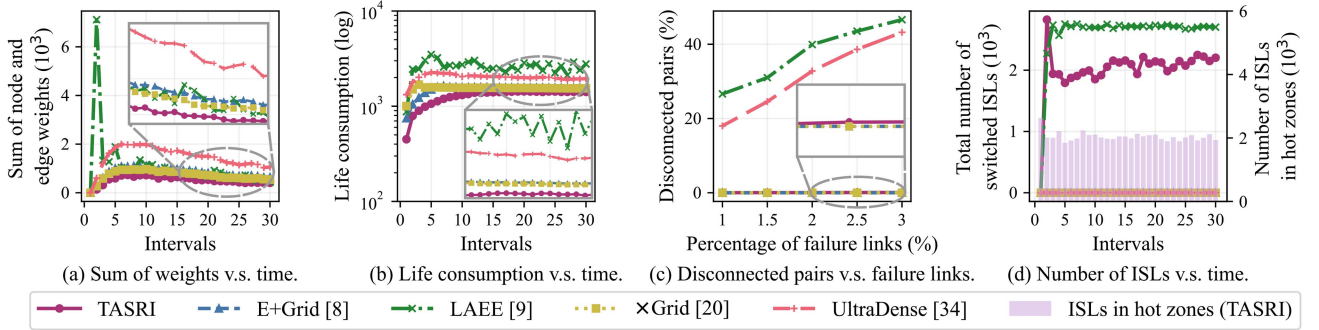 Sum of node and
edge weights (10³)
6
4
2
0
0 5 10 15 20 25 30
Intervals
(a) Sum of weights v.s. time.
Life consumption (log)
10⁴
10³
10²
0 5 10 15 20 25 30
Intervals
(b) Life consumption v.s. time.
Disconnected pairs (%)
40
20
0
1 1.5 2 2.5 3
Percentage of failure links (%)
(c) Disconnected pairs v.s. failure links.
Total number of
switched ISLs (10³)
2
1
0
0 5 10 15 20 25 30
Intervals
6
4
2
0
Number of ISLs
in hot zones (10³)
(d) Number of ISLs v.s. time.
TASRI E+Grid [8] LAEE [9] ×Grid [20] UltraDense [34] ISLs in hot zones (TASRI)